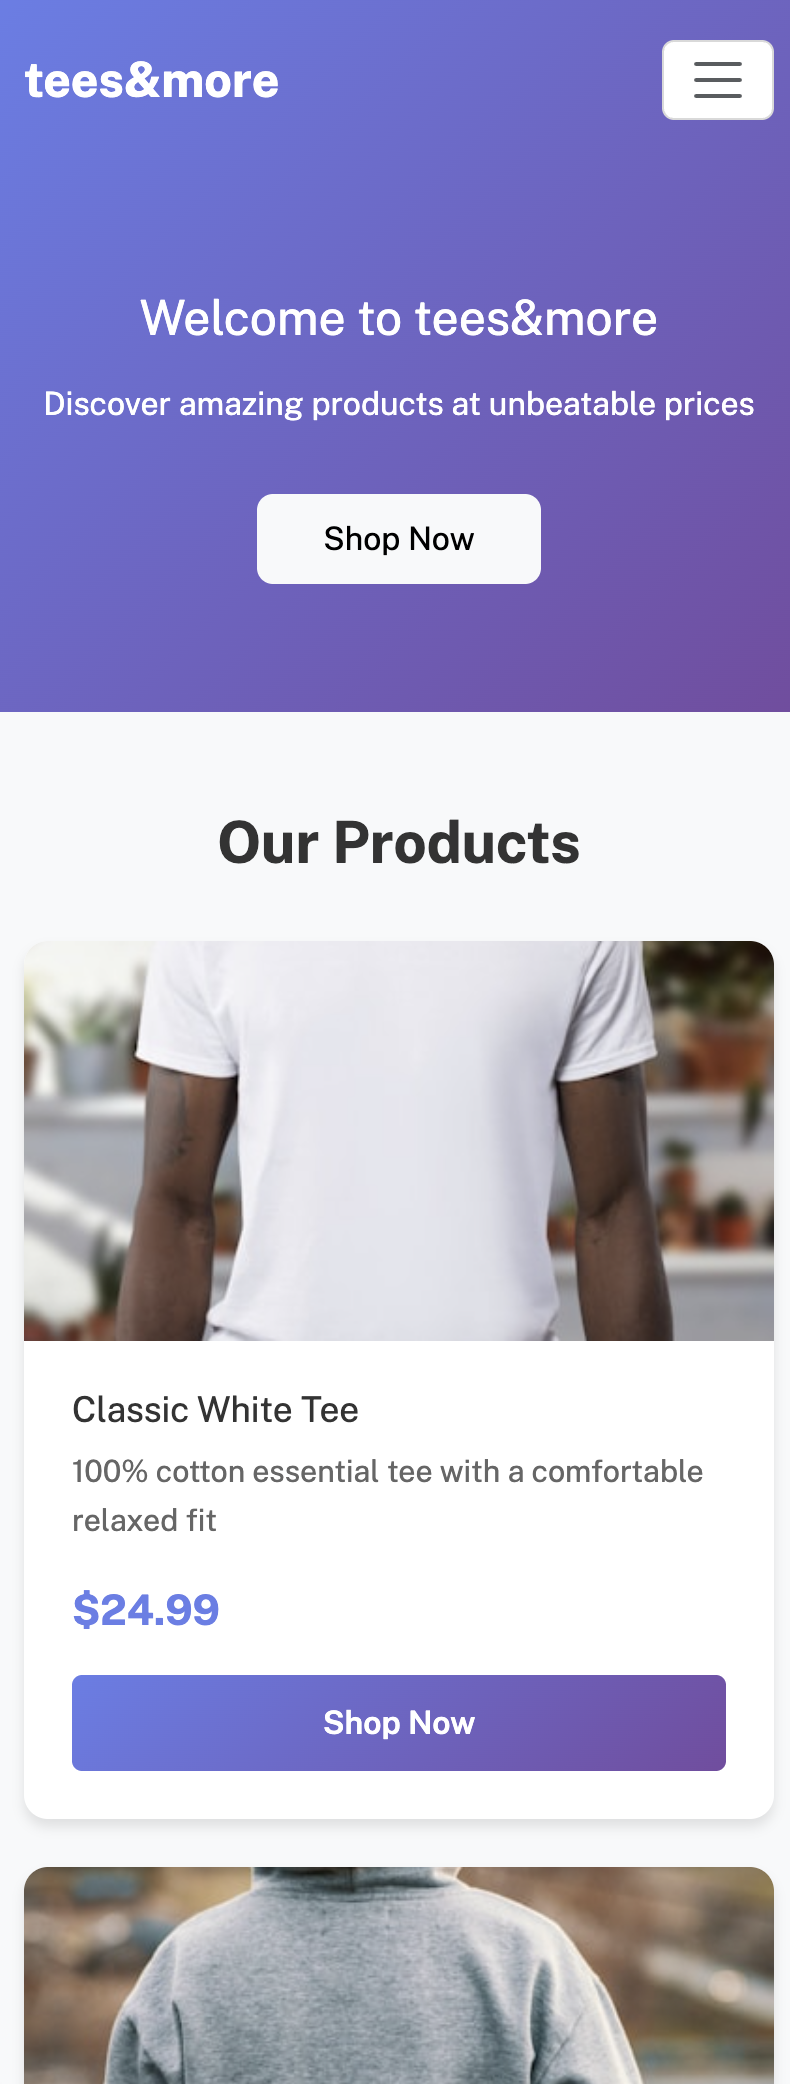 tees&more
Welcome to tees&more
Discover amazing products at unbeatable prices
Shop Now
Our Products
Classic White Tee
100% cotton essential tee with a comfortable
relaxed fit
$24.99
Shop Now